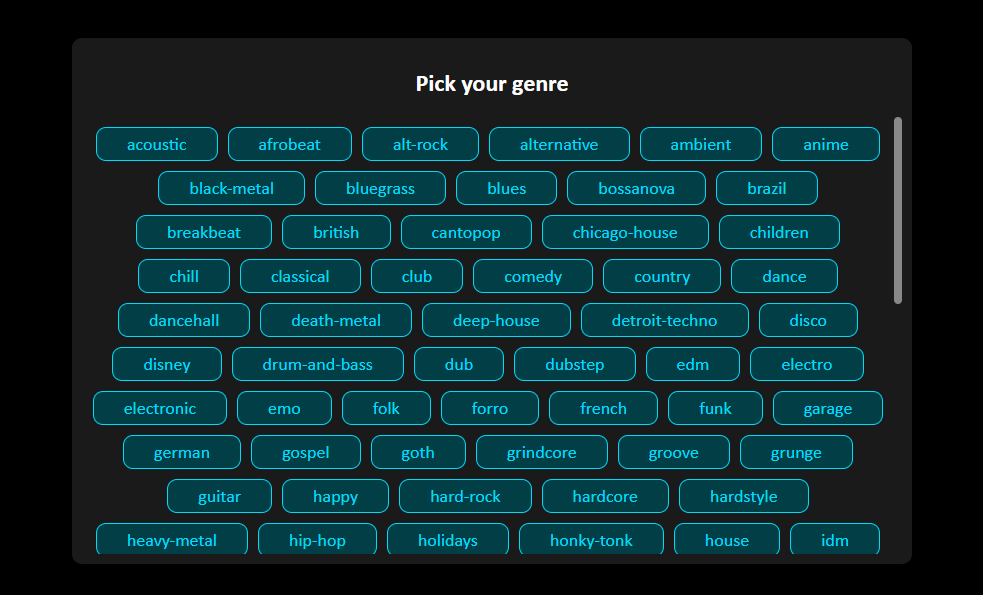 Pick your genre
acoustic afrobeat alt-rock alternative ambient anime
black-metal bluegrass blues bossanova brazil
breakbeat british cantopop chicago-house children
chill classical club comedy country dance
dancehall death-metal deep-house detroit-techno disco
disney drum-and-bass dub dubstep edm electro
electronic emo folk forro french funk garage
german gospel goth grindcore groove grunge
guitar happy hard-rock hardcore hardstyle
heavy-metal hip-hop holidays honky-tonk house idm